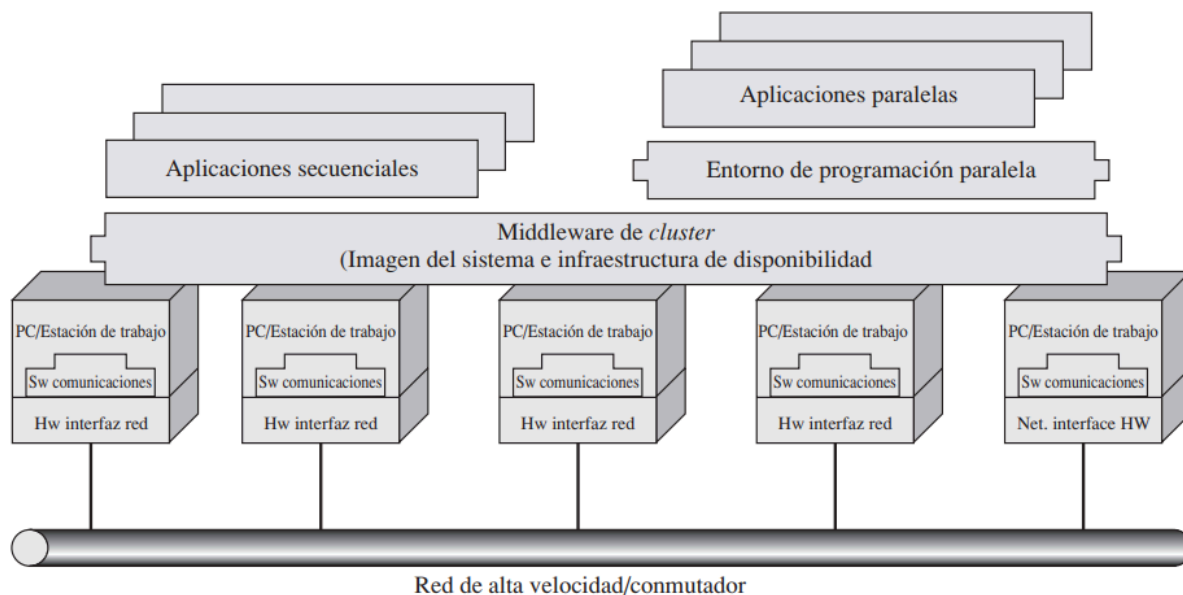 Aplicaciones paralelas
Aplicaciones secuenciales
Entorno de programación paralela
Middleware de cluster
(Imagen del sistema e infraestructura de disponibilidad
PC/Estación de trabajo
Sw comunicaciones
Hw interfaz red
PC/Estación de trabajo
Sw comunicaciones
Hw interfaz red
PC/Estación de trabajo
Sw comunicaciones
Hw interfaz red
PC/Estación de trabajo
Sw comunicaciones
Hw interfaz red
PC/Estación de trabajo
Sw comunicaciones
Net. interface HW
Red de alta velocidad/conmutador